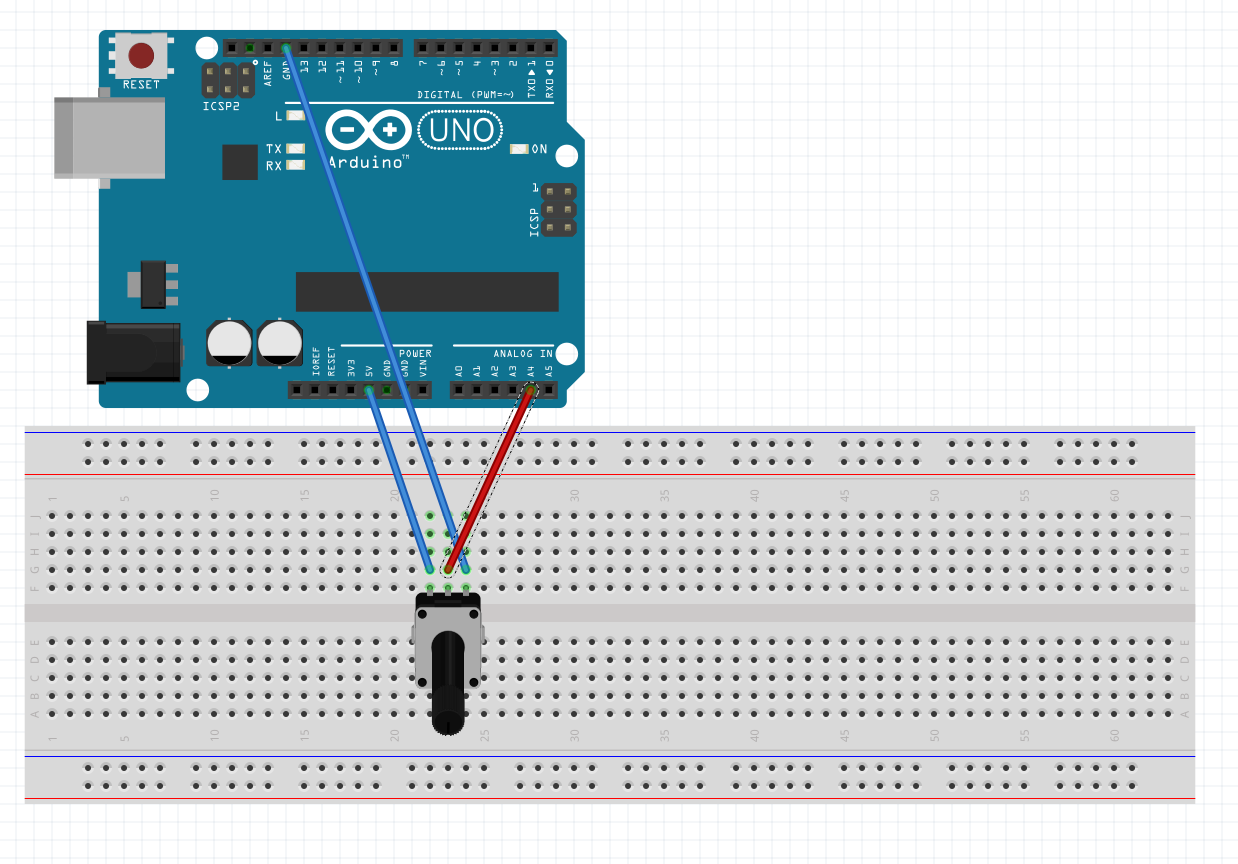 RESET
ICSP2
AREF
GND
13
12
~11
~10
~9
8
7
~6
~5
4
~3
2
TX0▶1
RX0◀0
DIGITAL (PWM=~)
L
TX
RX
UNO
Arduino™
ON
1
ICSP
POWER
ANALOG IN
IOREF
RESET
3V3
5V
GND
GND
VIN
A0
A1
A2
A3
A4
A5
1 5 10 15 20 30 35 40 45 50 55 60
J J
I I
H H
G G
F F
E E
D D
C C
B B
A A
1 5 10 15 20 25 30 35 40 45 50 55 60